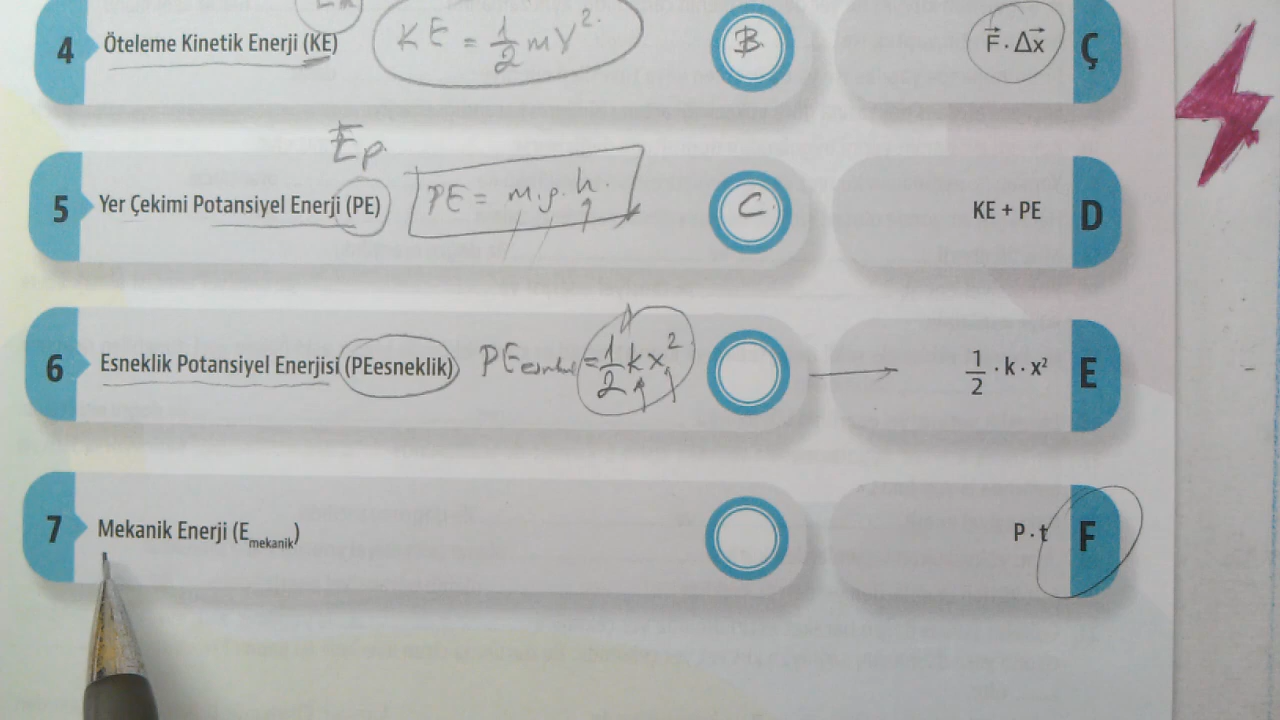 4 Öteleme Kinetik Enerji (KE) KE = 1/2 mV². B F⃗ · Δx⃗ Ç
Ep
5 Yer Çekimi Potansiyel Enerji (PE) PE = m.g.h. C KE + PE D
6 Esneklik Potansiyel Enerjisi (PEesneklik) = 1/2 kx² 1/2 · k · x² E
7 Mekanik Enerji (Emekanik) P · t F